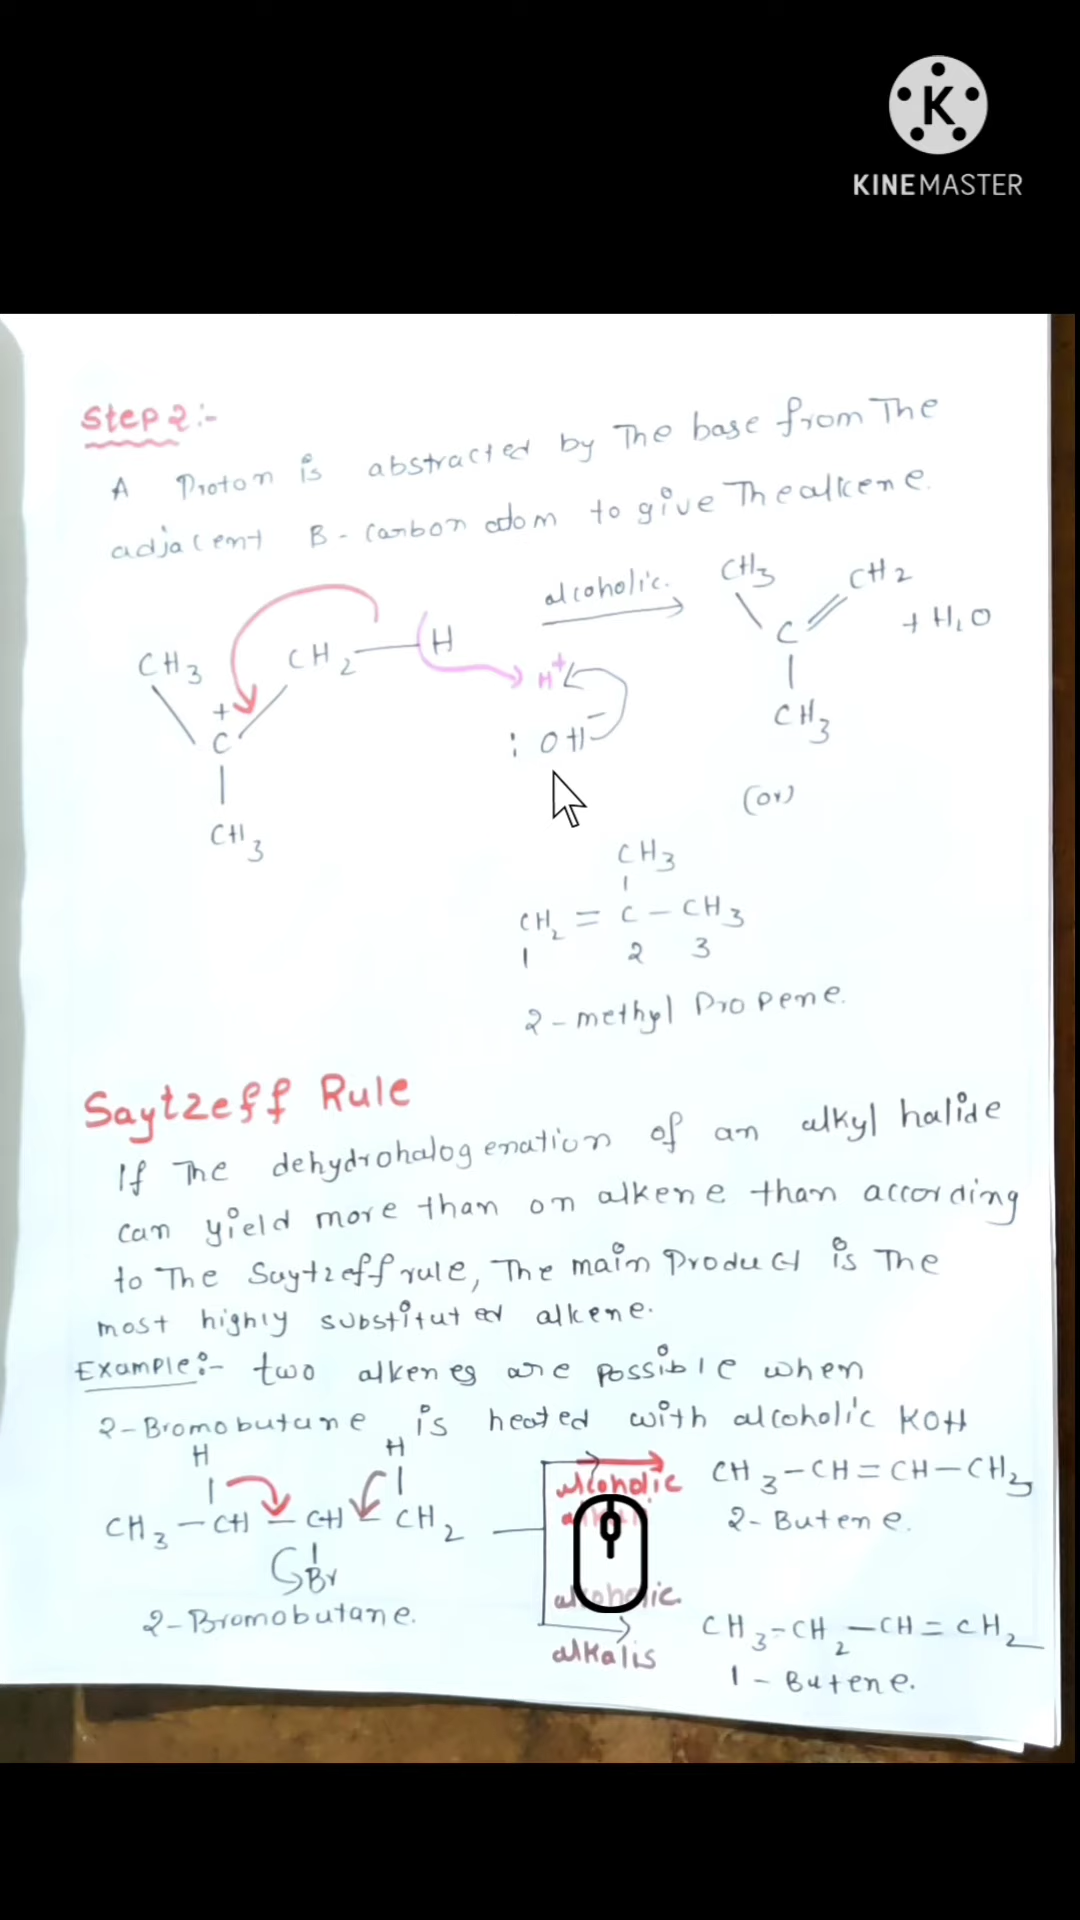 K
KINEMASTER
Step 2:-
A Proton is abstracted by The base from The
adjacent B-carbon atom to give The alkene.
CH3 CH2—H alcoholic. CH3 CH2
+ C H+ C + H2O
CH3 : OH− CH3
(or)
CH3
CH2 = C – CH3
1 2 3
2-methyl Propene.
Saytzeff Rule
If The dehydrohalogenation of an alkyl halide
can yield more than on alkene than according
to The Saytzeff rule, The main Product is The
most highly substituted alkene.
Example:- two alkenes are possible when
2-Bromobutane is heated with alcoholic KOH
H H
CH3 – CH – CH – CH2
Br
2-Bromobutane.
alcoholic
CH3–CH=CH–CH3
2-Butene.
alcoholic.
alkalis
CH3–CH2–CH=CH2
1-Butene.